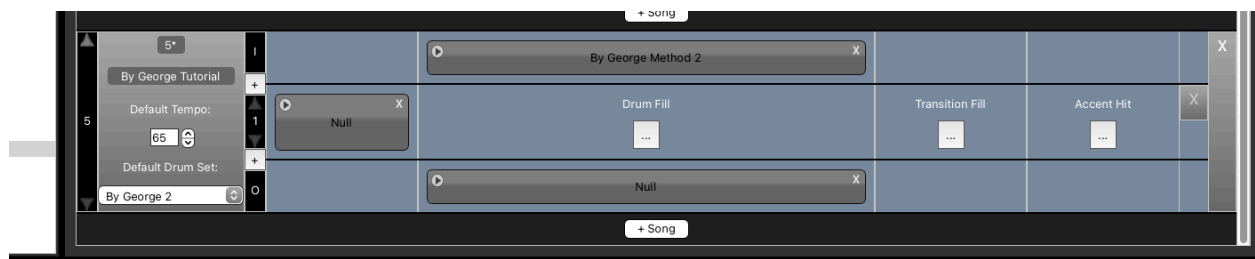 + Song
5*
I
By George Method 2
X
X
By George Tutorial
+
Default Tempo:
5
1
Null
X
Drum Fill
Transition Fill
Accent Hit
X
65
...
...
...
Default Drum Set:
+
By George 2
O
Null
X
+ Song